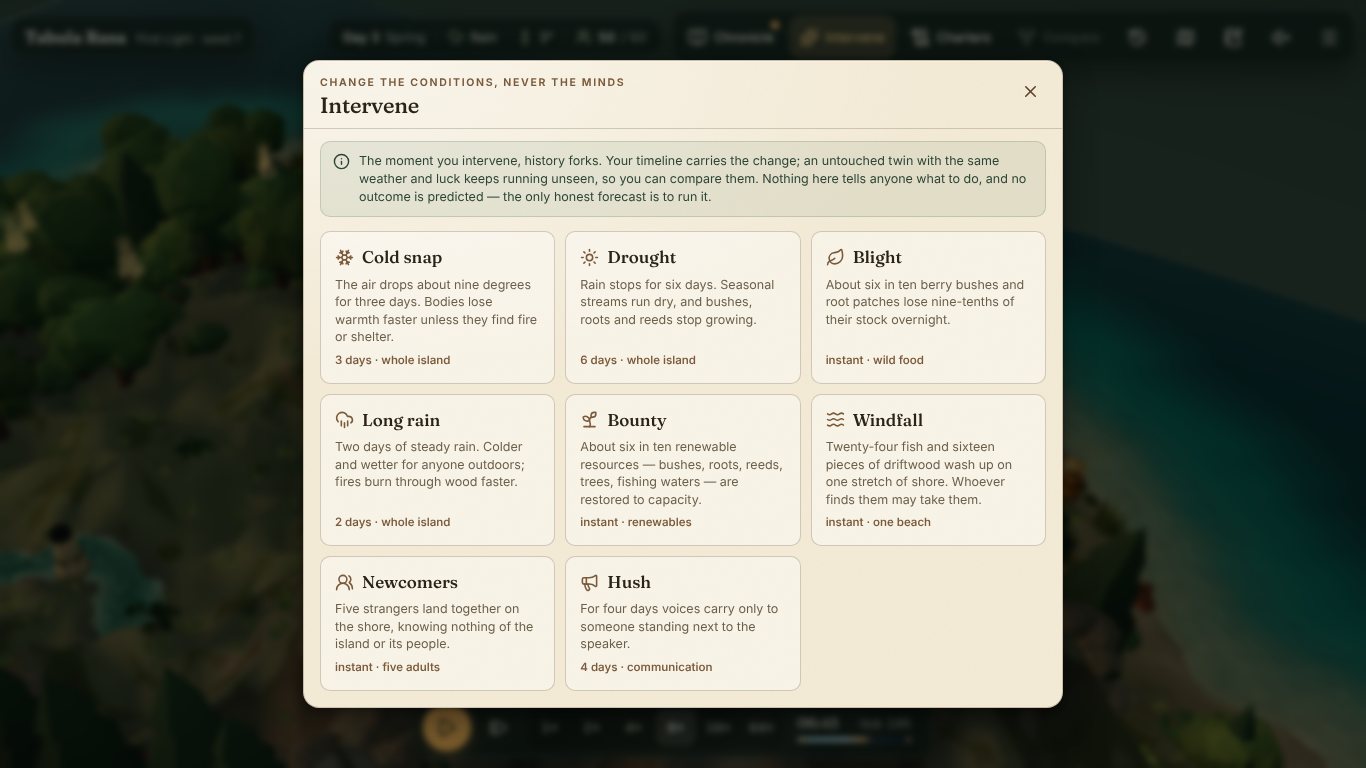 Tabula Rasa
Day 5 Spring
Rain
Chronicle
Intervene
Charters
Compare
CHANGE THE CONDITIONS, NEVER THE MINDS
Intervene
The moment you intervene, history forks. Your timeline carries the change; an untouched twin with the same
weather and luck keeps running unseen, so you can compare them. Nothing here tells anyone what to do, and no
outcome is predicted — the only honest forecast is to run it.
Cold snap
The air drops about nine degrees
for three days. Bodies lose
warmth faster unless they find fire
or shelter.
3 days · whole island
Drought
Rain stops for six days. Seasonal
streams run dry, and bushes,
roots and reeds stop growing.
6 days · whole island
Blight
About six in ten berry bushes and
root patches lose nine-tenths of
their stock overnight.
instant · wild food
Long rain
Two days of steady rain. Colder
and wetter for anyone outdoors;
fires burn through wood faster.
2 days · whole island
Bounty
About six in ten renewable
resources — bushes, roots, reeds,
trees, fishing waters — are
restored to capacity.
instant · renewables
Windfall
Twenty-four fish and sixteen
pieces of driftwood wash up on
one stretch of shore. Whoever
finds them may take them.
instant · one beach
Newcomers
Five strangers land together on
the shore, knowing nothing of the
island or its people.
instant · five adults
Hush
For four days voices carry only to
someone standing next to the
speaker.
4 days · communication